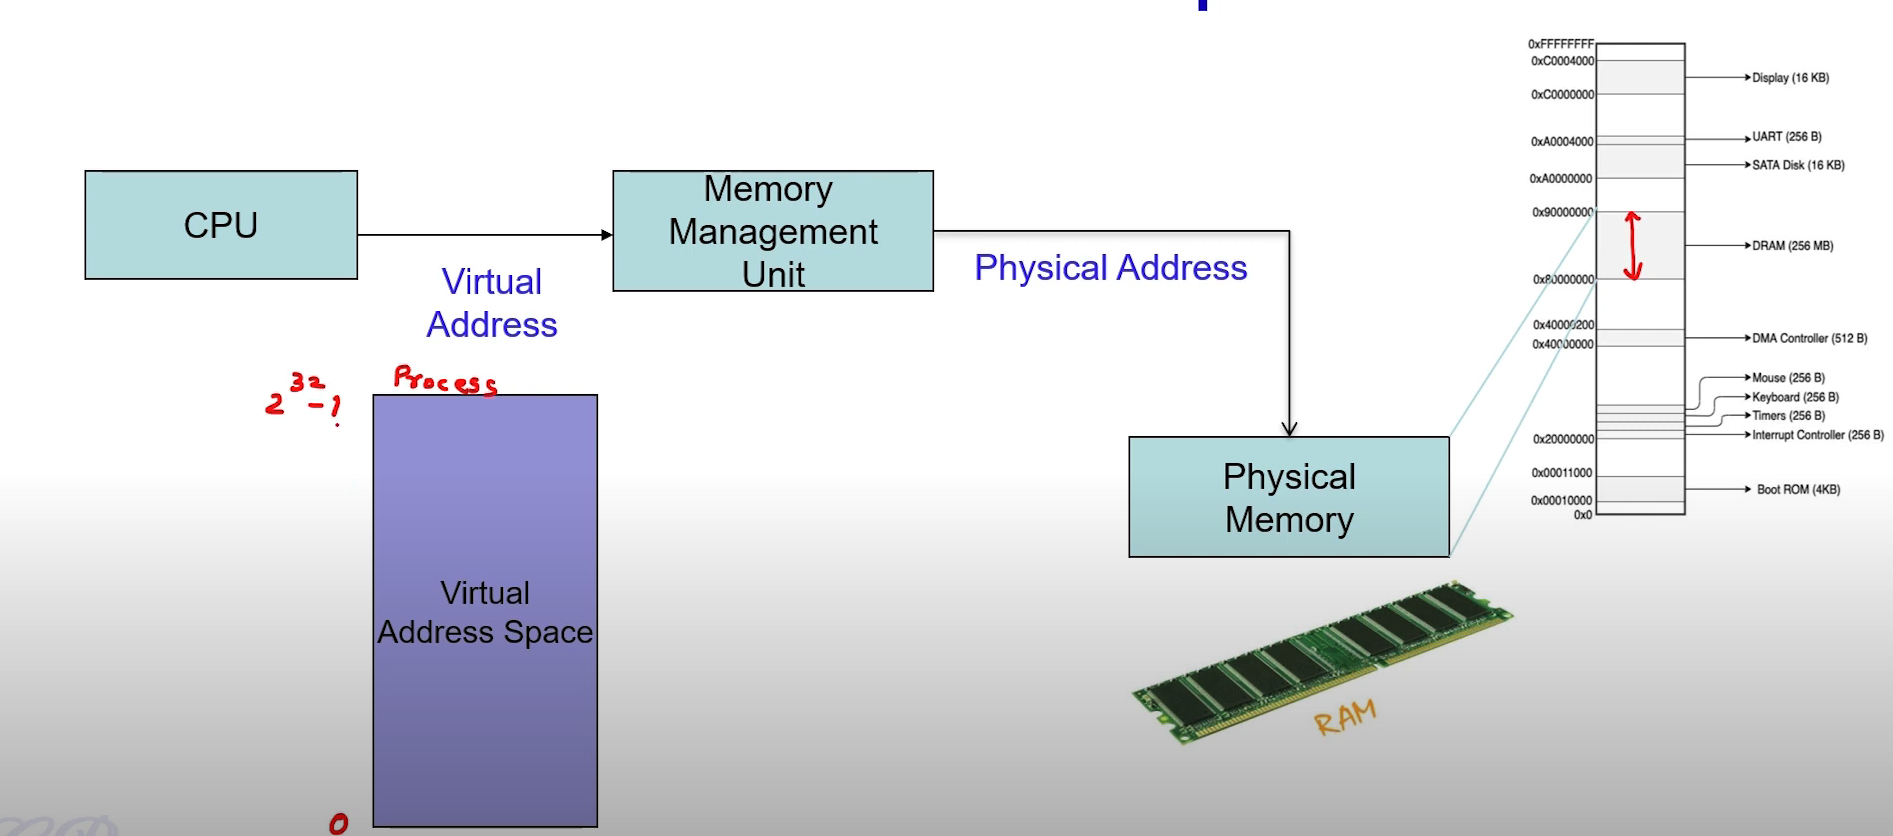 CPU
Memory
Management
Unit
Virtual
Address
Physical Address
Process
2^32-1
Virtual
Address Space
0
Physical
Memory
RAM
0xFFFFFFFF
0xC0004000
Display (16 KB)
0xC0000000
UART (256 B)
0xA0004000
SATA Disk (16 KB)
0xA0000000
0x90000000
DRAM (256 MB)
0x80000000
0x40000200
DMA Controller (512 B)
0x40000000
Mouse (256 B)
Keyboard (256 B)
Timers (256 B)
Interrupt Controller (256 B)
0x20000000
0x00011000
Boot ROM (4KB)
0x00010000
0x0